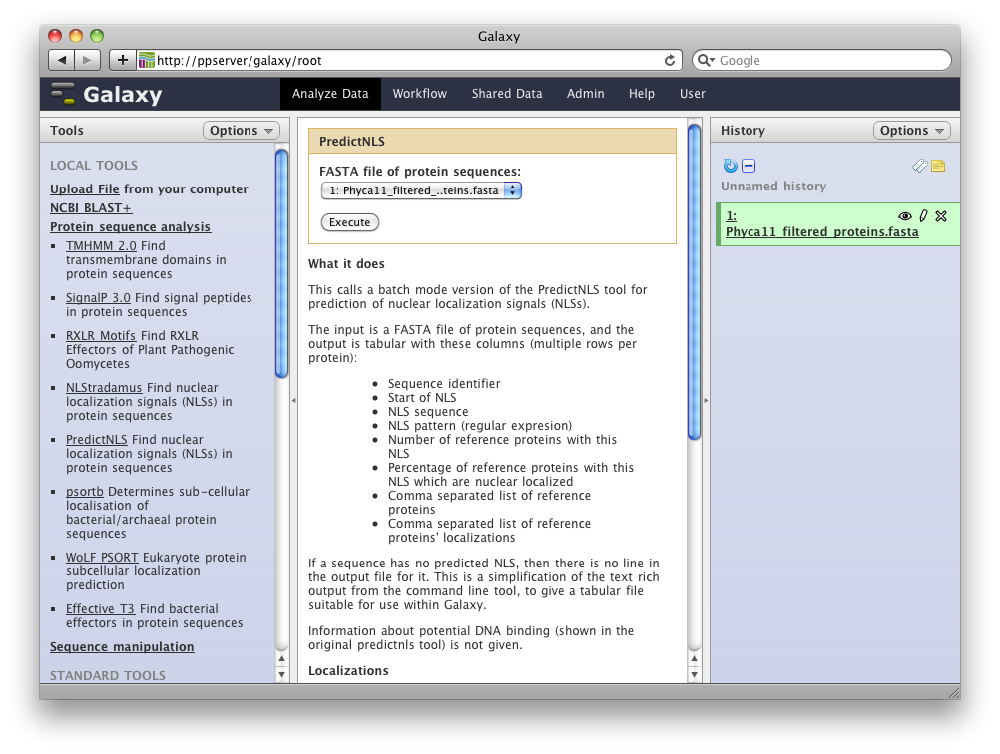 Galaxy
http://ppserver/galaxy/root
Google
Galaxy
Analyze Data
Workflow
Shared Data
Admin
Help
User
Tools
Options
LOCAL TOOLS
Upload File from your computer
NCBI BLAST+
Protein sequence analysis
TMHMM 2.0 Find
transmembrane domains in
protein sequences
SignalP 3.0 Find signal peptides
in protein sequences
RXLR Motifs Find RXLR
Effectors of Plant Pathogenic
Oomycetes
NLStradamus Find nuclear
localization signals (NLSs) in
protein sequences
PredictNLS Find nuclear
localization signals (NLSs) in
protein sequences
psortb Determines sub-cellular
localisation of
bacterial/archaeal protein
sequences
WoLF PSORT Eukaryote protein
subcellular localization
prediction
Effective T3 Find bacterial
effectors in protein sequences
Sequence manipulation
STANDARD TOOLS
PredictNLS
FASTA file of protein sequences:
1: Phyca11_filtered_..teins.fasta
Execute
What it does
This calls a batch mode version of the PredictNLS tool for
prediction of nuclear localization signals (NLSs).
The input is a FASTA file of protein sequences, and the
output is tabular with these columns (multiple rows per
protein):
• Sequence identifier
• Start of NLS
• NLS sequence
• NLS pattern (regular expresion)
• Number of reference proteins with this
NLS
• Percentage of reference proteins with this
NLS which are nuclear localized
• Comma separated list of reference
proteins
• Comma separated list of reference
proteins' localizations
If a sequence has no predicted NLS, then there is no line in
the output file for it. This is a simplification of the text rich
output from the command line tool, to give a tabular file
suitable for use within Galaxy.
Information about potential DNA binding (shown in the
original predictnls tool) is not given.
Localizations
History
Options
Unnamed history
1:
Phyca11_filtered_proteins.fasta